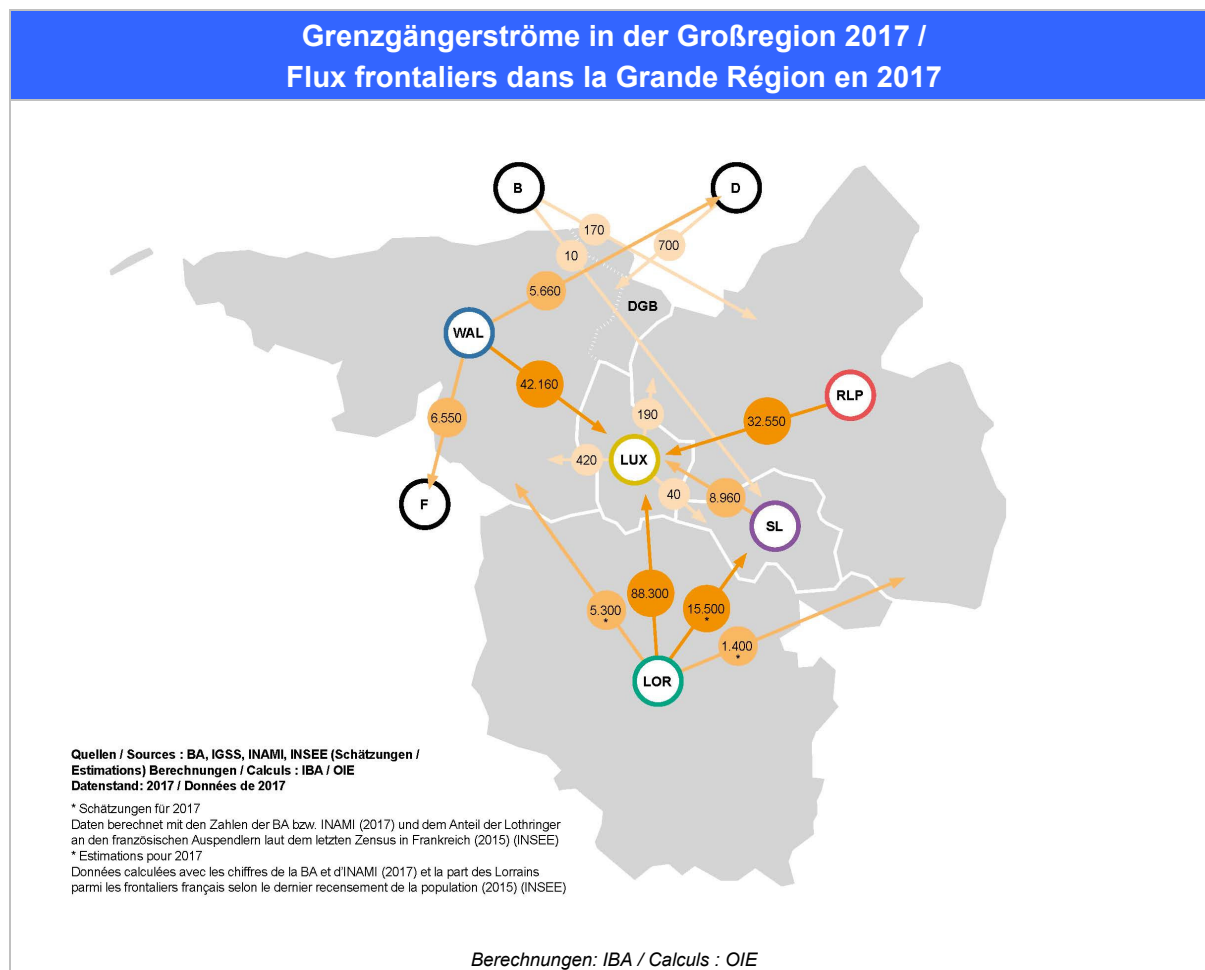 Grenzgängerströme in der Großregion 2017 /
Flux frontaliers dans la Grande Région en 2017
B
D
170
700
10
5.660
DGB
WAL
42.160
RLP
6.550
190
32.550
420
LUX
40
8.960
F
SL
88.300
5.300
*
15.500
*
1.400
*
LOR
Quellen / Sources : BA, IGSS, INAMI, INSEE (Schätzungen /
Estimations) Berechnungen / Calculs : IBA / OIE
Datenstand: 2017 / Données de 2017
* Schätzungen für 2017
Daten berechnet mit den Zahlen der BA bzw. INAMI (2017) und dem Anteil der Lothringer
an den französischen Auspendlern laut dem letzten Zensus in Frankreich (2015) (INSEE)
* Estimations pour 2017
Données calculées avec les chiffres de la BA et d'INAMI (2017) et la part des Lorrains
parmi les frontaliers français selon le dernier recensement de la population (2015) (INSEE)
Berechnungen: IBA / Calculs : OIE